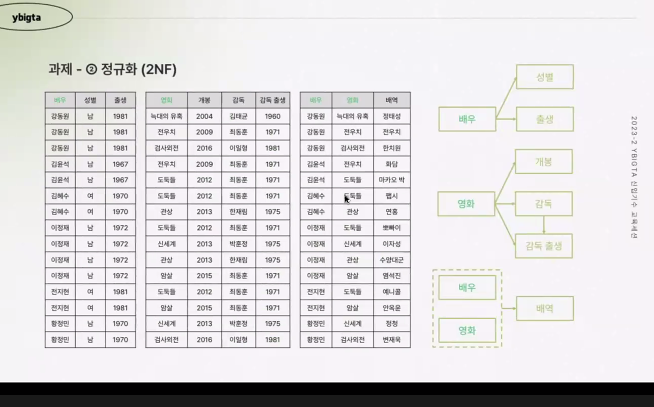 ybigta
과제 - ② 정규화 (2NF)
배우 성별 출생
강동원 남 1981
강동원 남 1981
강동원 남 1981
김윤석 남 1967
김윤석 남 1967
김혜수 여 1970
김혜수 여 1970
이정재 남 1972
이정재 남 1972
이정재 남 1972
이정재 남 1972
전지현 여 1981
전지현 여 1981
황정민 남 1970
황정민 남 1970
영화 개봉 감독 감독 출생
늑대의 유혹 2004 김태균 1960
전우치 2009 최동훈 1971
검사외전 2016 이일형 1981
전우치 2009 최동훈 1971
도둑들 2012 최동훈 1971
도둑들 2012 최동훈 1971
관상 2013 한재림 1975
도둑들 2012 최동훈 1971
신세계 2013 박훈정 1975
관상 2013 한재림 1975
암살 2015 최동훈 1971
도둑들 2012 최동훈 1971
암살 2015 최동훈 1971
신세계 2013 박훈정 1975
검사외전 2016 이일형 1981
배우 영화 배역
강동원 늑대의 유혹 정태성
강동원 전우치 전우치
강동원 검사외전 한치원
김윤석 전우치 화담
김윤석 도둑들 마카오 박
김혜수 도둑들 팹시
김혜수 관상 연홍
이정재 도둑들 뽀빠이
이정재 신세계 이자성
이정재 관상 수양대군
이정재 암살 염석진
전지현 도둑들 예니콜
전지현 암살 안옥윤
황정민 신세계 정청
황정민 검사외전 변재욱
배우
성별
출생
영화
개봉
감독
감독 출생
배우
영화
배역
2023-2 YBIGTA 신입기수 교육세션